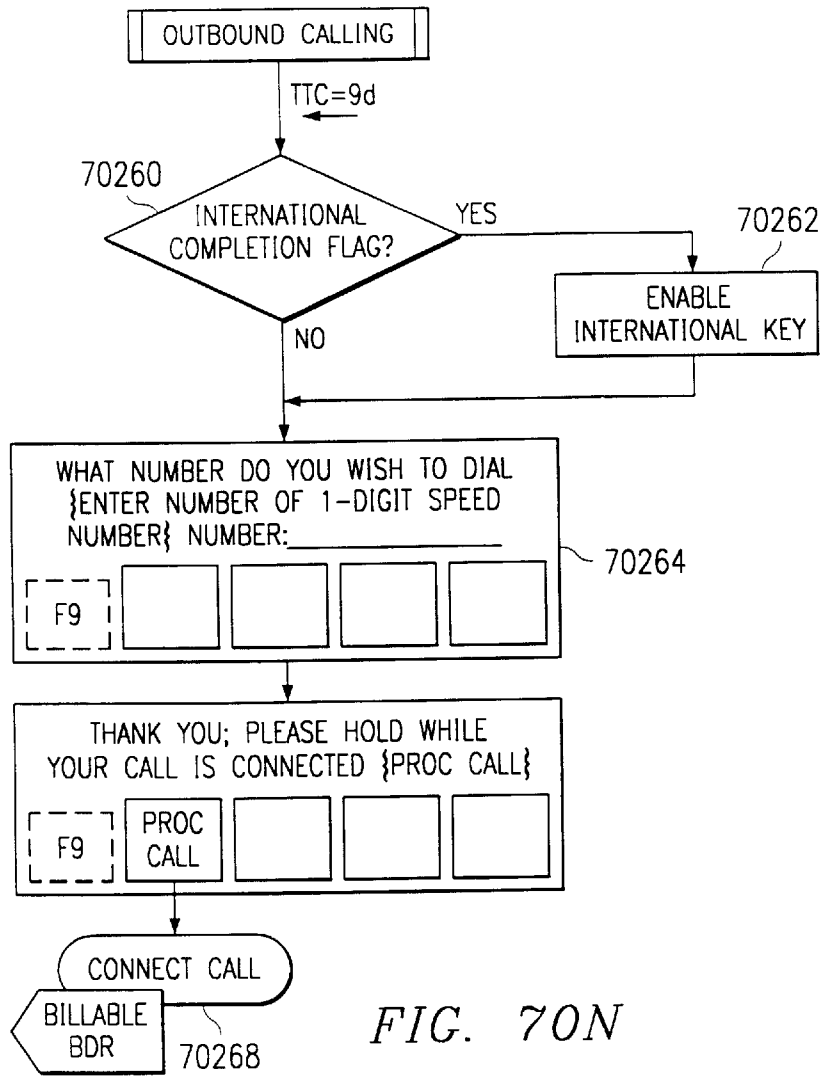 OUTBOUND CALLING
TTC=9d
70260
INTERNATIONAL
COMPLETION FLAG?
YES
70262
ENABLE
INTERNATIONAL KEY
NO
WHAT NUMBER DO YOU WISH TO DIAL
{ENTER NUMBER OF 1-DIGIT SPEED
NUMBER} NUMBER:____________________
70264
F9
THANK YOU; PLEASE HOLD WHILE
YOUR CALL IS CONNECTED {PROC CALL}
F9
PROC
CALL
CONNECT CALL
BILLABLE
BDR
70268
FIG. 70N